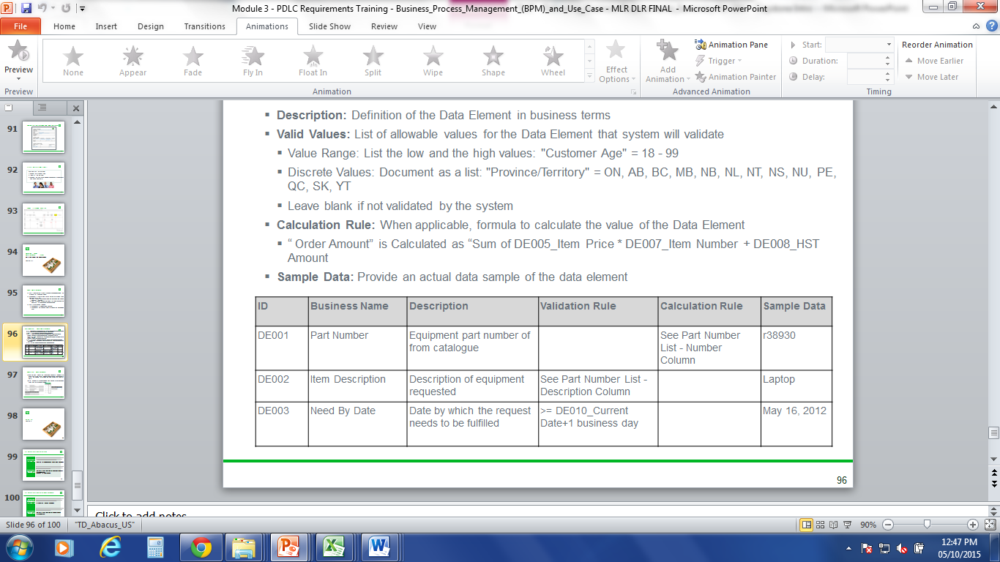 Module 3 - PDLC Requirements Training - Business_Process_Management_(BPM)_and_Use_Case - MLR DLR FINAL - Microsoft PowerPoint
File Home Insert Design Transitions Animations Slide Show Review View
Preview
None Appear Fade Fly In Float In Split Wipe Shape Wheel
Effect Options
Add Animation
Animation Pane
Trigger
Animation Painter
Start:
Duration:
Delay:
Reorder Animation
Move Earlier
Move Later
Preview Animation Advanced Animation Timing
91
92
93
94
95
96
97
98
99
100
Description: Definition of the Data Element in business terms
Valid Values: List of allowable values for the Data Element that system will validate
Value Range: List the low and the high values: "Customer Age" = 18 - 99
Discrete Values: Document as a list: "Province/Territory" = ON, AB, BC, MB, NB, NL, NT, NS, NU, PE,
QC, SK, YT
Leave blank if not validated by the system
Calculation Rule: When applicable, formula to calculate the value of the Data Element
“ Order Amount” is Calculated as “Sum of DE005_Item Price * DE007_Item Number + DE008_HST
Amount
Sample Data: Provide an actual data sample of the data element
ID Business Name Description Validation Rule Calculation Rule Sample Data
DE001 Part Number Equipment part number of See Part Number r38930
from catalogue List - Number
Column
DE002 Item Description Description of equipment See Part Number List - Laptop
requested Description Column
DE003 Need By Date Date by which the request >= DE010_Current May 16, 2012
needs to be fulfilled Date+1 business day
96
Click to add notes
Slide 96 of 100 "TD_Abacus_US" 90%
12:47 PM
05/10/2015